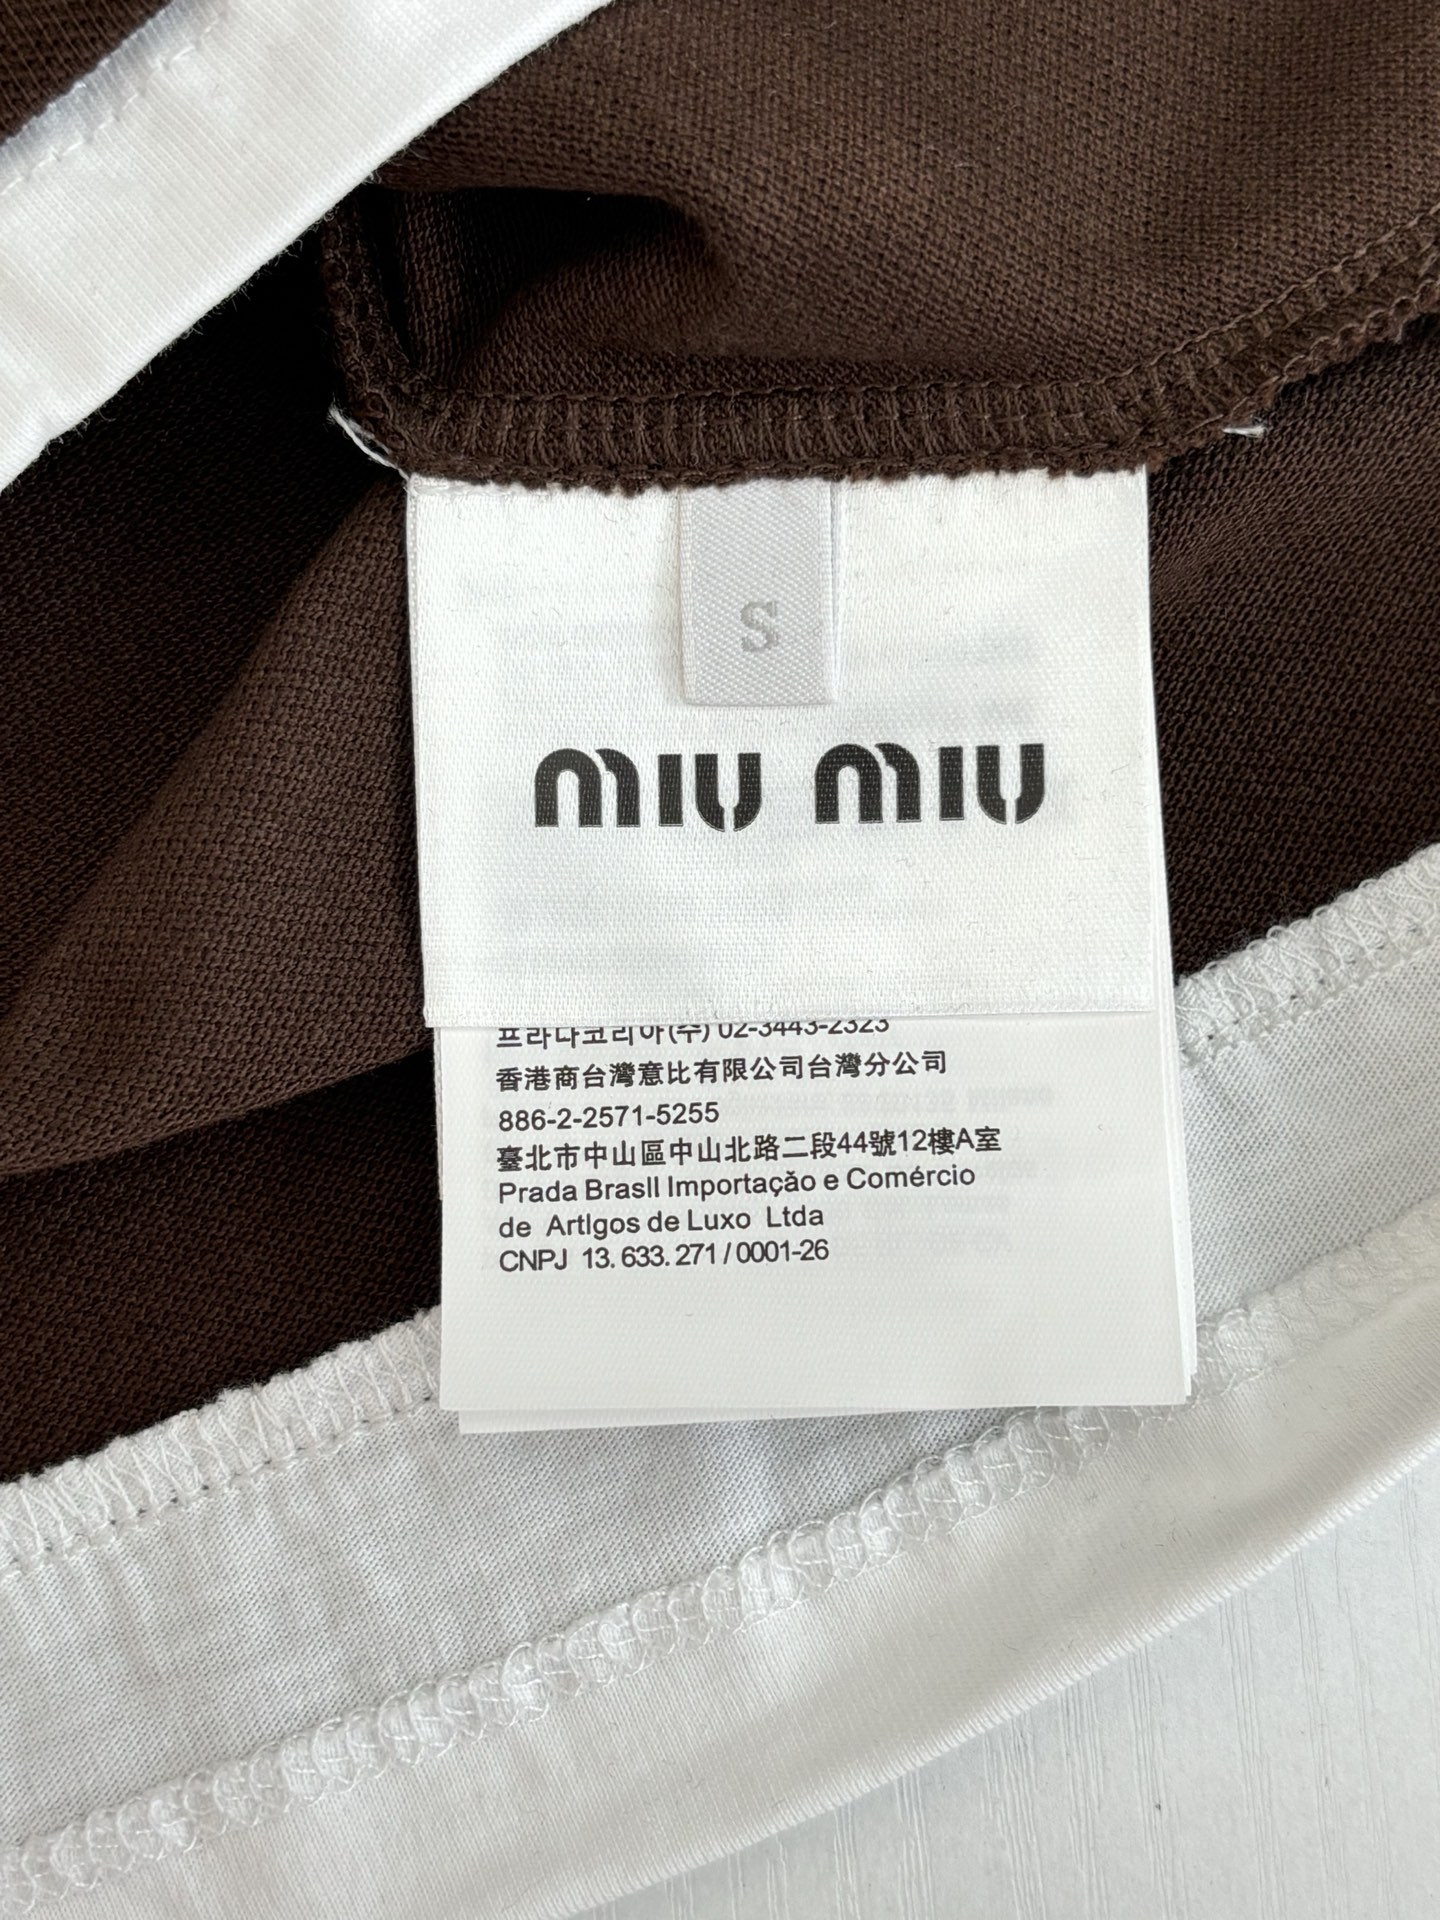 S
miu miu
프라다코리아(주) 02-3443-2323
香港商台灣意比有限公司台灣分公司
886-2-2571-5255
臺北市中山區中山北路二段44號12樓A室
Prada BrasIl Importaçǎo e Comércio
de ArtIgos de Luxo Ltda
CNPJ 13. 633. 271 / 0001-26